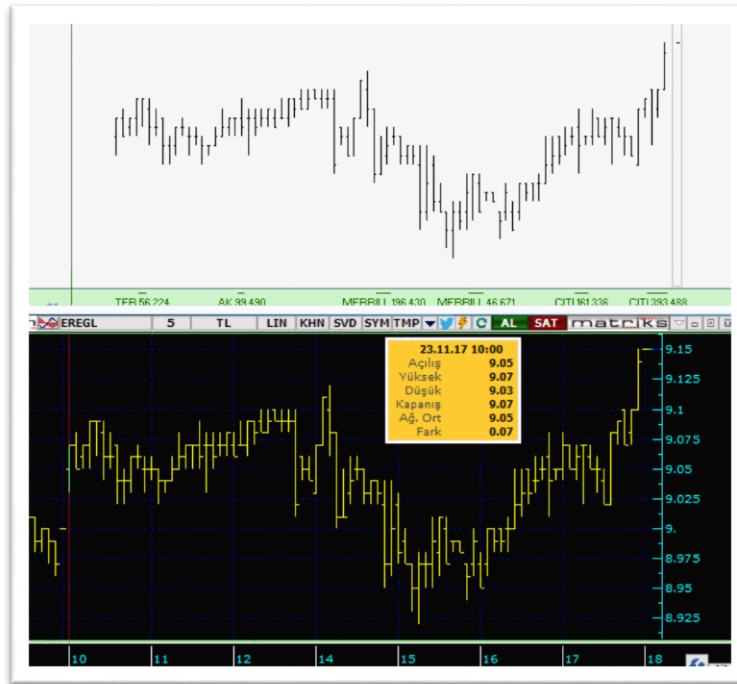 TEB 56.224 AK 99.490 MERRILL 196.430 MERRILL 46.671 CITI 161.336 CITI 393.488
EREGL 5 TL LIN KHN SVD SYM TMP AL SAT matriks
23.11.17 10:00
Açılış 9.05
Yüksek 9.07
Düşük 9.03
Kapanış 9.07
Ağ. Ort 9.05
Fark 0.07
9.15
9.125
9.1
9.075
9.05
9.025
9.
8.975
8.95
8.925
10 11 12 13 14 15 16 17 18